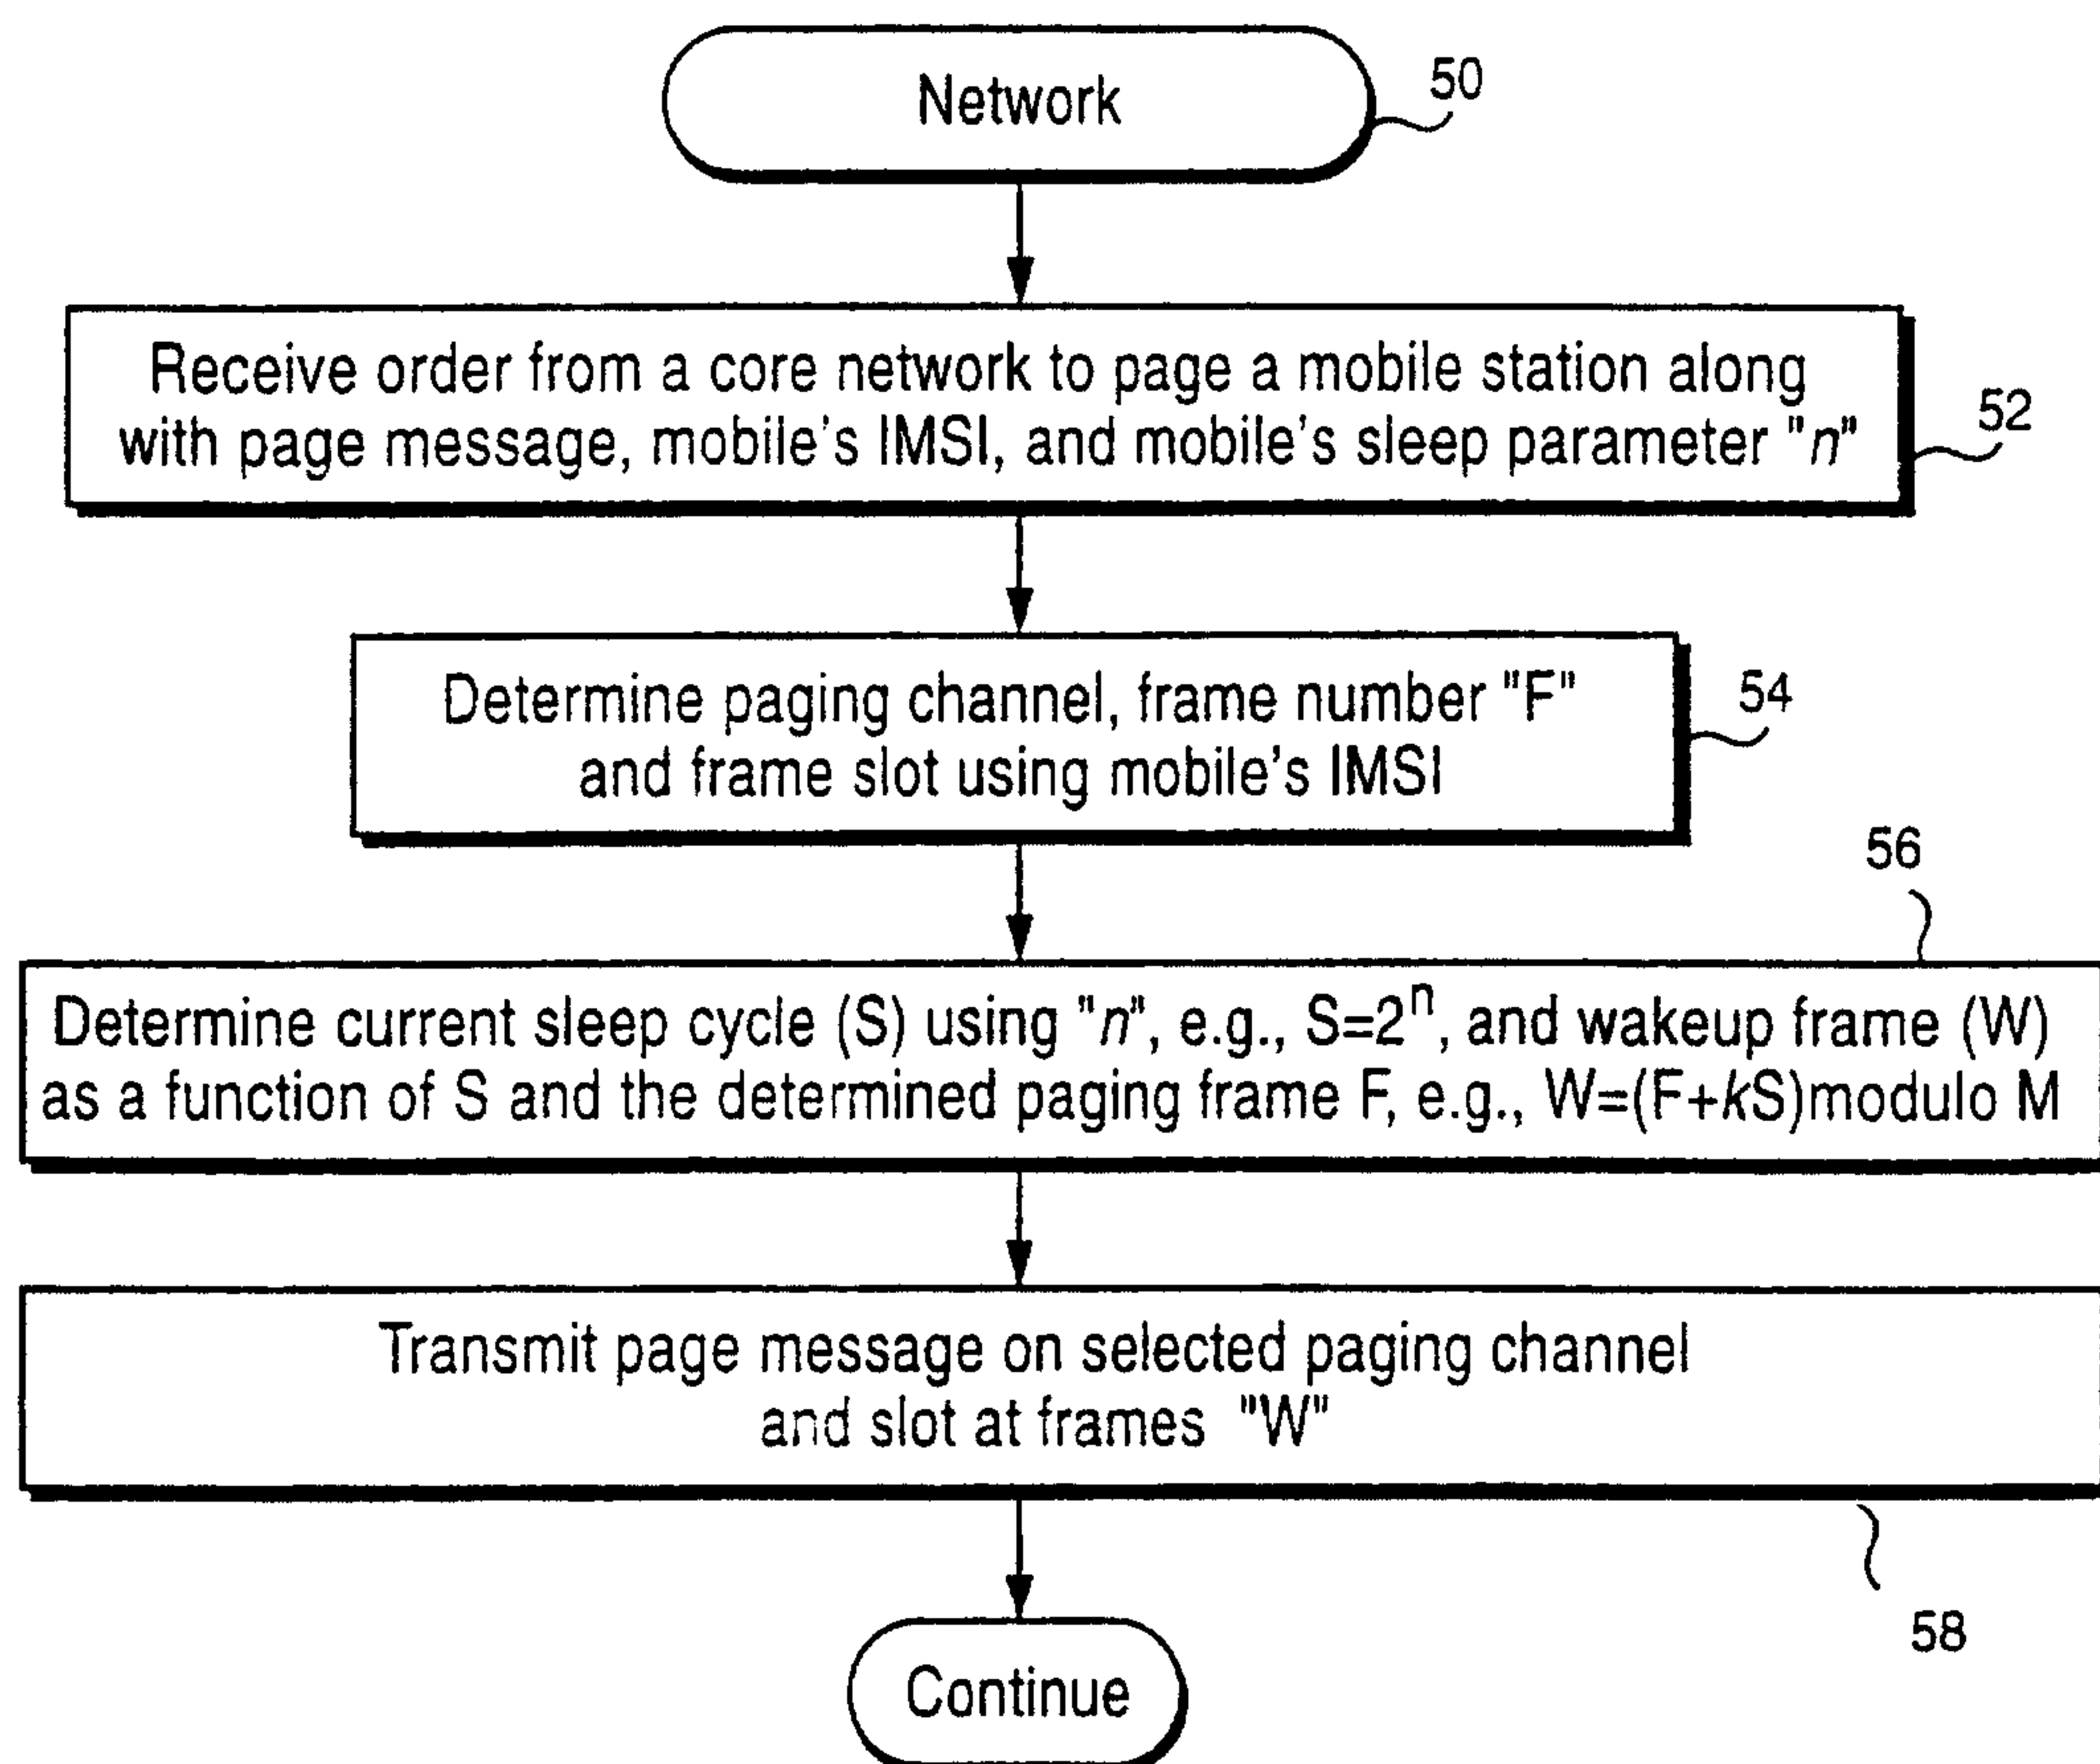 Network
50
Receive order from a core network to page a mobile station along
with page message, mobile's IMSI, and mobile's sleep parameter "n"
52
Determine paging channel, frame number "F"
and frame slot using mobile's IMSI
54
56
Determine current sleep cycle (S) using "n", e.g., S=2ⁿ, and wakeup frame (W)
as a function of S and the determined paging frame F, e.g., W=(F+kS)modulo M
Transmit page message on selected paging channel
and slot at frames "W"
58
Continue